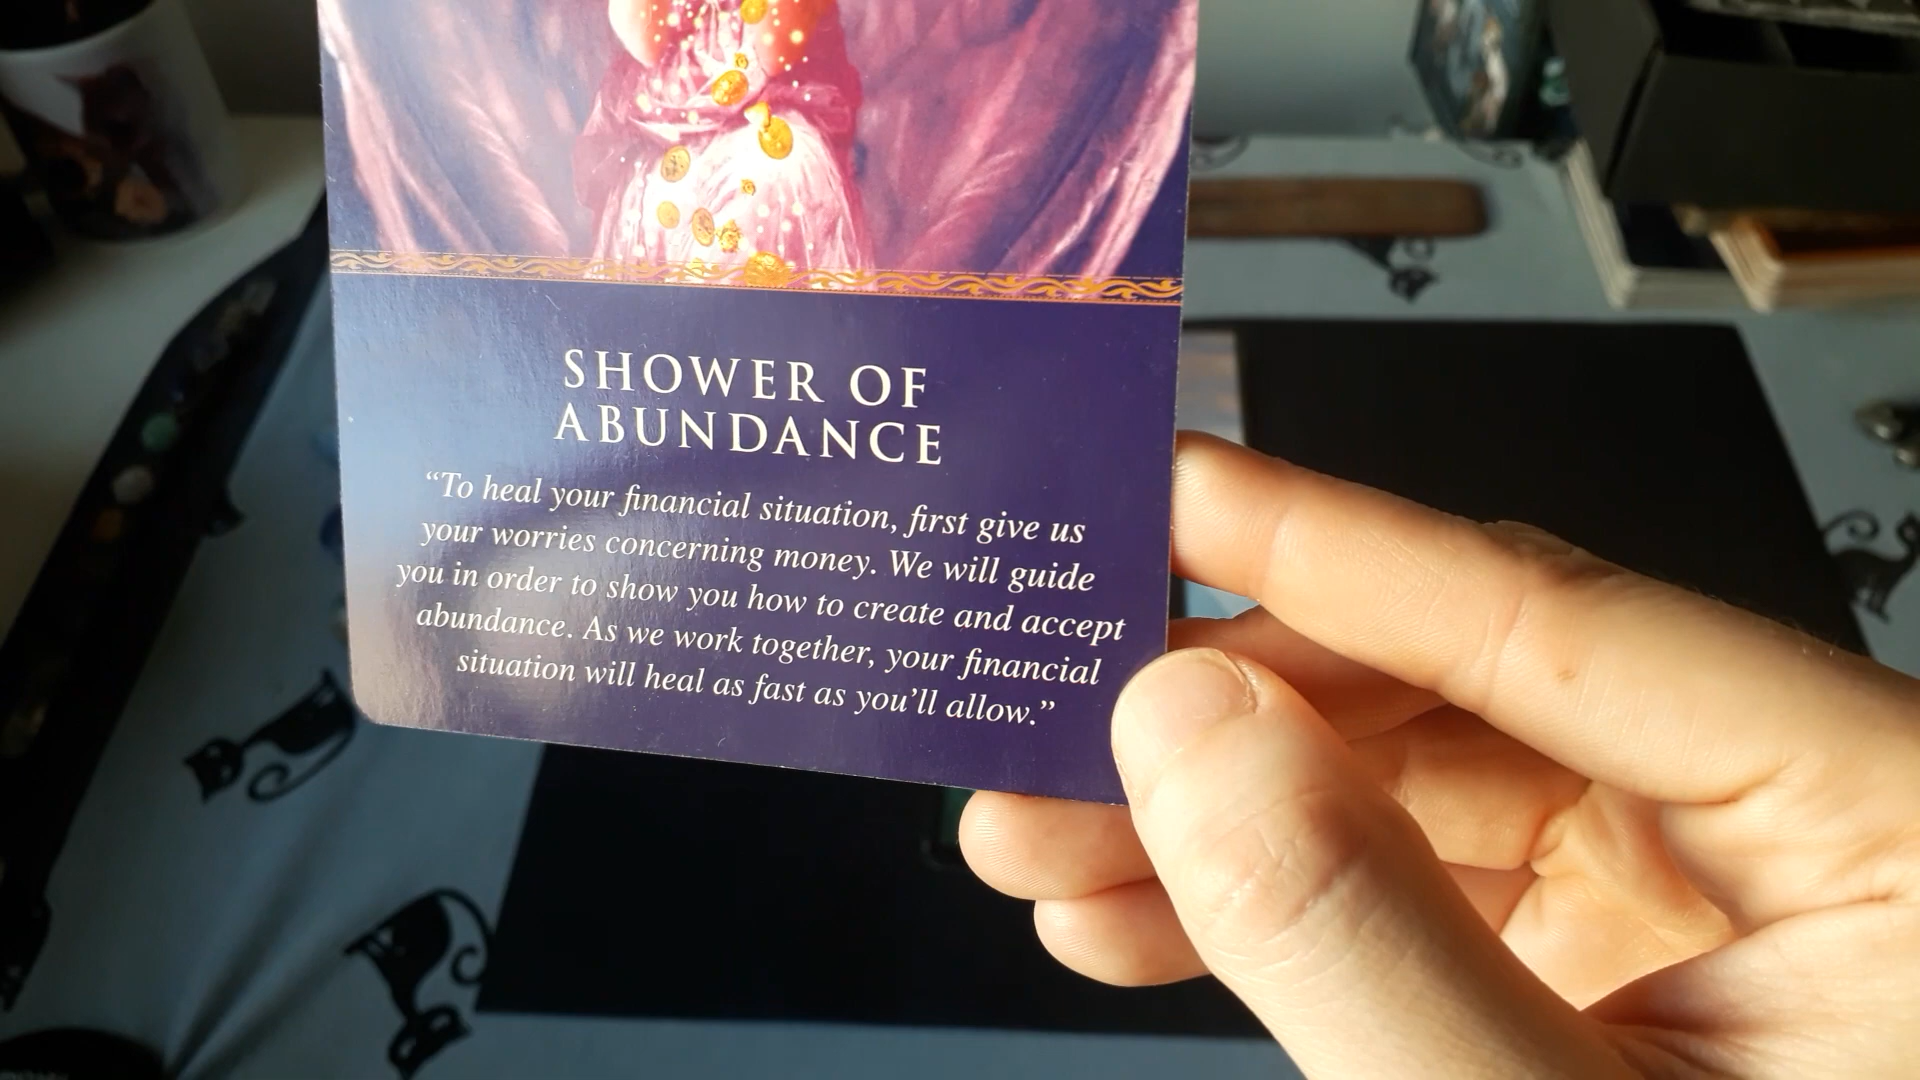 SHOWER OF
ABUNDANCE
“To heal your financial situation, first give us
your worries concerning money. We will guide
you in order to show you how to create and accept
abundance. As we work together, your financial
situation will heal as fast as you’ll allow.”